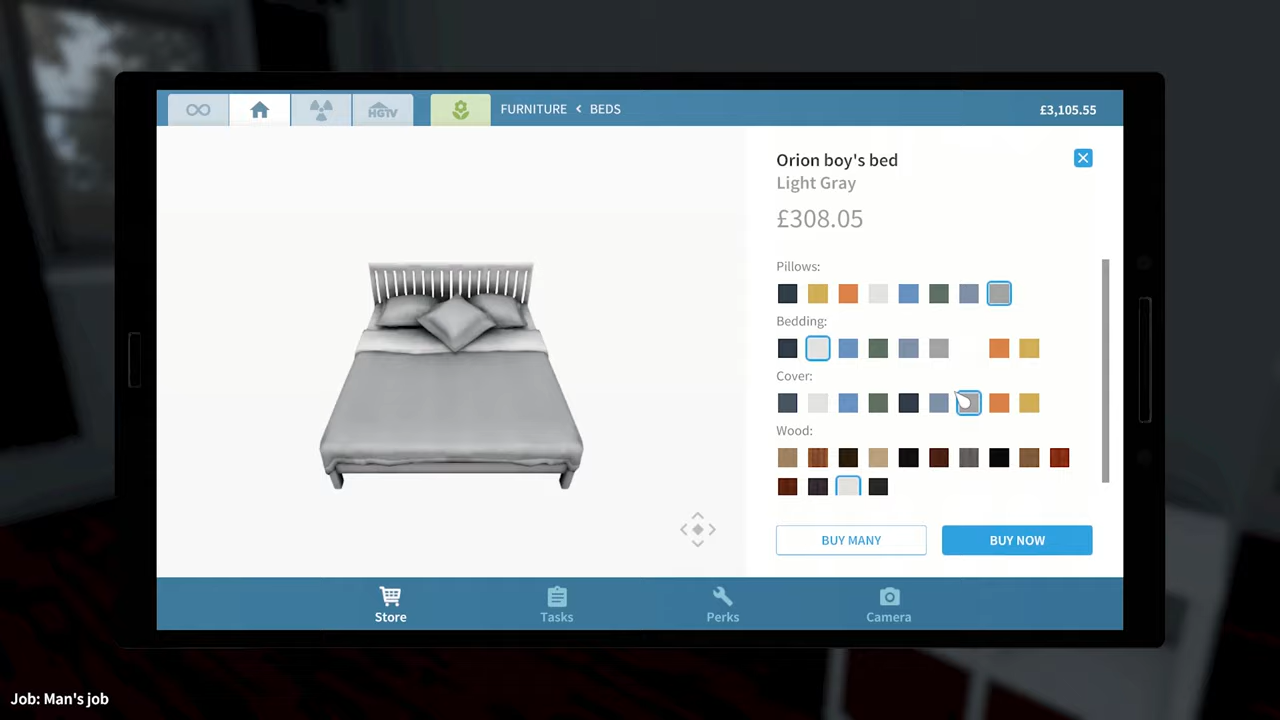 HGTV
FURNITURE < BEDS
£3,105.55
Orion boy's bed
Light Gray
£308.05
Pillows:
Bedding:
Cover:
Wood:
BUY MANY
BUY NOW
Store
Tasks
Perks
Camera
Job: Man's job